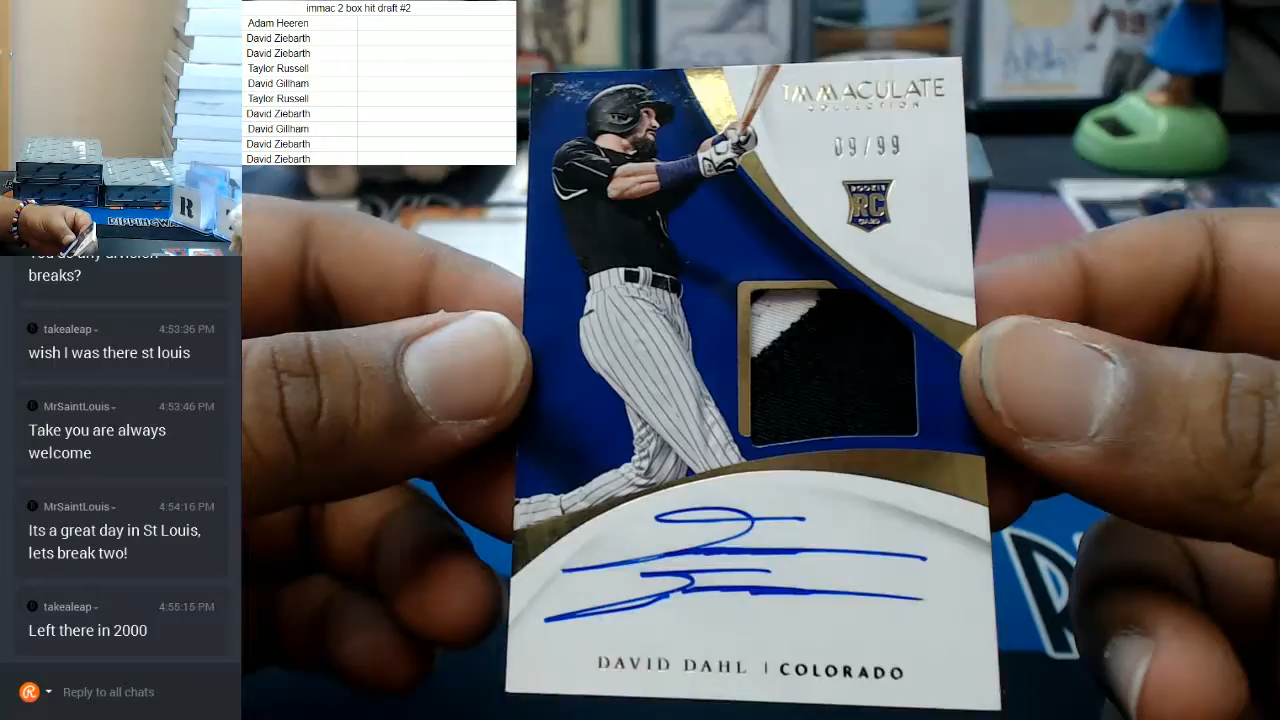 immac 2 box hit draft #2
Adam Heeren
David Ziebarth
David Ziebarth
Taylor Russell
David Gillham
Taylor Russell
David Ziebarth
David Gillham
David Ziebarth
David Ziebarth
R
RIPPINGWA
breaks?
takealeap
4:53:36 PM
wish I was there st louis
MrSaintLouis
4:53:46 PM
Take you are always
welcome
MrSaintLouis
4:54:16 PM
Its a great day in St Louis,
lets break two!
takealeap
4:55:15 PM
Left there in 2000
Reply to all chats
IMMACULATE
COLLECTION
09/99
ROOKIE
RC
CARD
DAVID DAHL | COLORADO